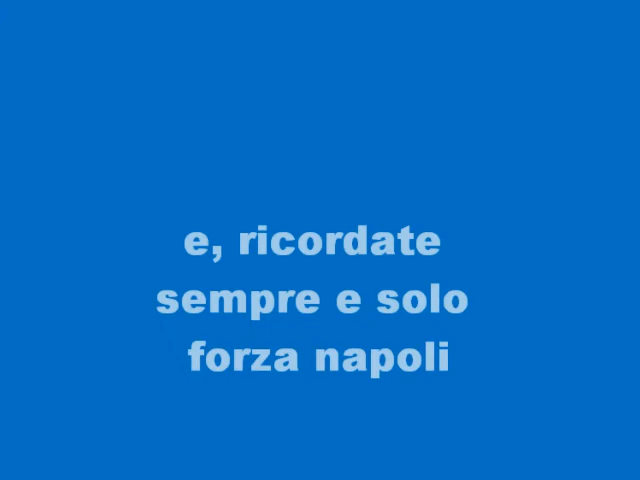 e, ricordate
sempre e solo
forza napoli